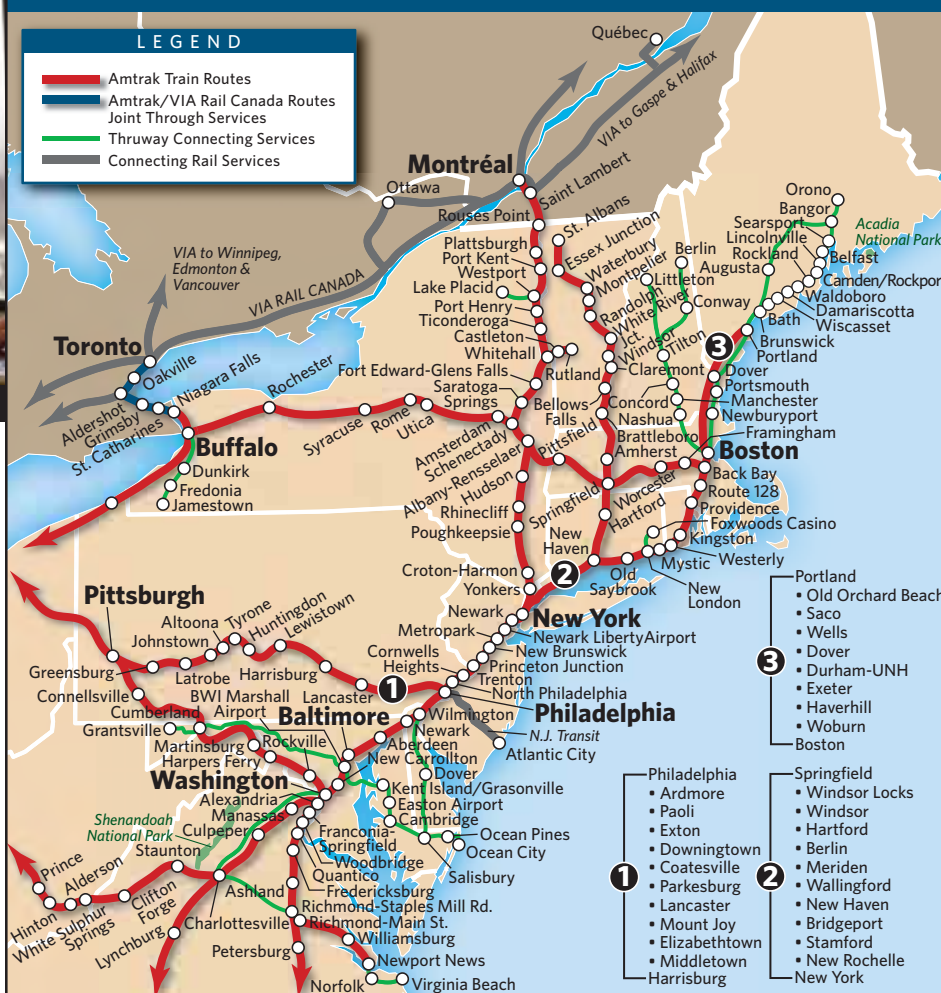 LEGEND
Amtrak Train Routes
Amtrak/VIA Rail Canada Routes
Joint Through Services
Thruway Connecting Services
Connecting Rail Services
Québec
VIA to Gaspe & Halifax
Montréal
Saint Lambert
Ottawa
Rouses Point
VIA to Winnipeg,
Edmonton &
Vancouver
VIA RAIL CANADA
Plattsburgh
Port Kent
Westport
Lake Placid
Port Henry
Ticonderoga
Castleton
Whitehall
Fort Edward-Glens Falls
Saratoga
Springs
St. Albans
Essex Junction
Waterbury
Montpelier
Randolph
White River
Jct.
Windsor
Claremont
Rutland
Bellows
Falls
Brattleboro
Amherst
Berlin
Littleton
Conway
Tilton
Concord
Manchester
Nashua
Orono
Bangor
Searsport
Lincolnville
Rockland
Augusta
Acadia
National Park
Belfast
Camden/Rockport
Waldoboro
Damariscotta
Wiscasset
Bath
Brunswick
Portland
3
Dover
Portsmouth
Newburyport
Framingham
Boston
Back Bay
Route 128
Providence
Foxwoods Casino
Kingston
Westerly
Mystic
New
London
Old
Saybrook
New
Haven
2
Toronto
Oakville
Aldershot
Grimsby
St. Catharines
Niagara Falls
Rochester
Syracuse
Rome
Utica
Amsterdam
Schenectady
Albany-Rensselaer
Hudson
Rhinecliff
Poughkeepsie
Croton-Harmon
Yonkers
Pittsfield
Springfield
Worcester
Hartford
Buffalo
Dunkirk
Fredonia
Jamestown
Pittsburgh
Greensburg
Latrobe
Johnstown
Altoona
Tyrone
Huntingdon
Lewistown
Harrisburg
Lancaster
1
Connellsville
Cumberland
Grantsville
Martinsburg
Harpers Ferry
Rockville
BWI Marshall
Airport
Baltimore
New York
Newark
Newark LibertyAirport
Metropark
New Brunswick
Princeton Junction
Cornwells
Heights
Trenton
North Philadelphia
Philadelphia
N.J. Transit
Atlantic City
Wilmington
Newark
Aberdeen
New Carrollton
Dover
Washington
Kent Island/Grasonville
Easton Airport
Cambridge
Ocean Pines
Ocean City
Salisbury
Alexandria
Manassas
Culpeper
Shenandoah
National Park
Staunton
Franconia-
Springfield
Woodbridge
Quantico
Fredericksburg
Ashland
Richmond-Staples Mill Rd.
Richmond-Main St.
Williamsburg
Newport News
Norfolk
Virginia Beach
Petersburg
Charlottesville
Lynchburg
Clifton
Forge
White Sulphur
Springs
Alderson
Hinton
Prince
3
Portland
▪ Old Orchard Beach
▪ Saco
▪ Wells
▪ Dover
▪ Durham-UNH
▪ Exeter
▪ Haverhill
▪ Woburn
Boston
1
Philadelphia
▪ Ardmore
▪ Paoli
▪ Exton
▪ Downingtown
▪ Coatesville
▪ Parkesburg
▪ Lancaster
▪ Mount Joy
▪ Elizabethtown
▪ Middletown
Harrisburg
2
Springfield
▪ Windsor Locks
▪ Windsor
▪ Hartford
▪ Berlin
▪ Meriden
▪ Wallingford
▪ New Haven
▪ Bridgeport
▪ Stamford
▪ New Rochelle
New York